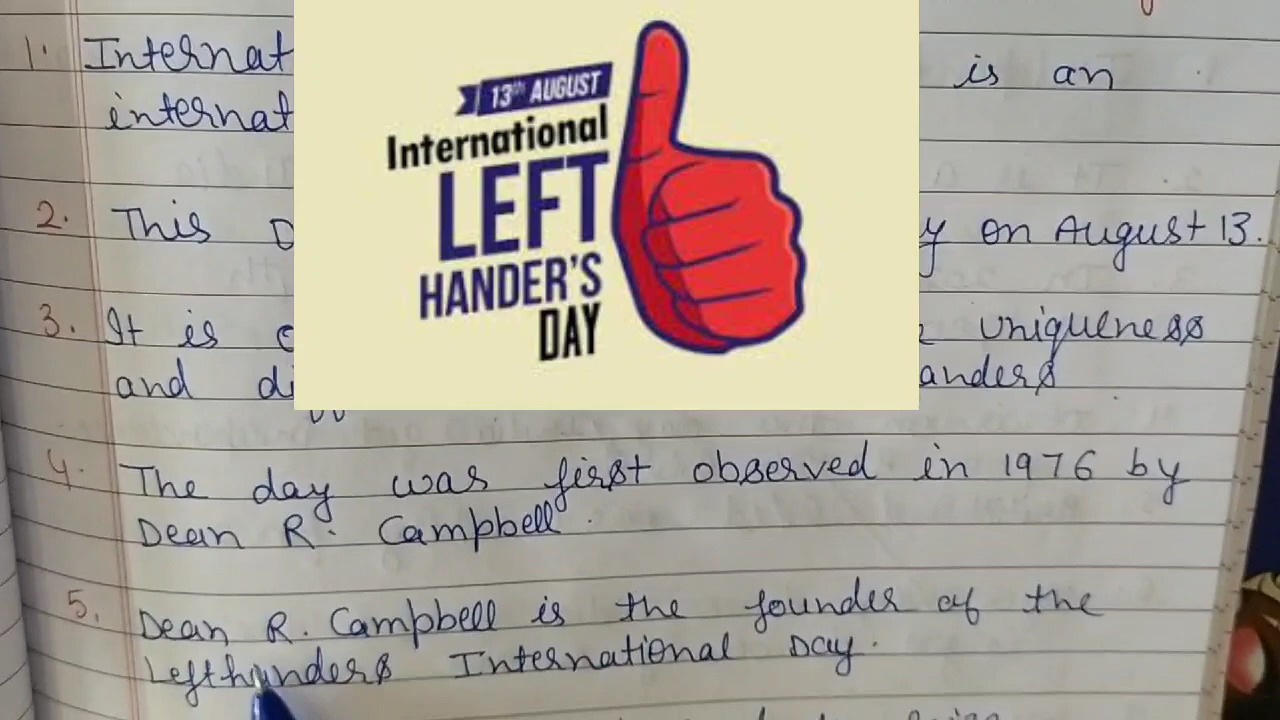 1. Internat is an
internat
2. This D y on August 13.
3. It is uniqueness
and di anders
4. The day was first observed in 1976 by
Dean R. Campbell.
5. Dean R. Campbell is the founder of the
Lefthanders International Day.
13th AUGUST
International
LEFT
HANDER'S
DAY